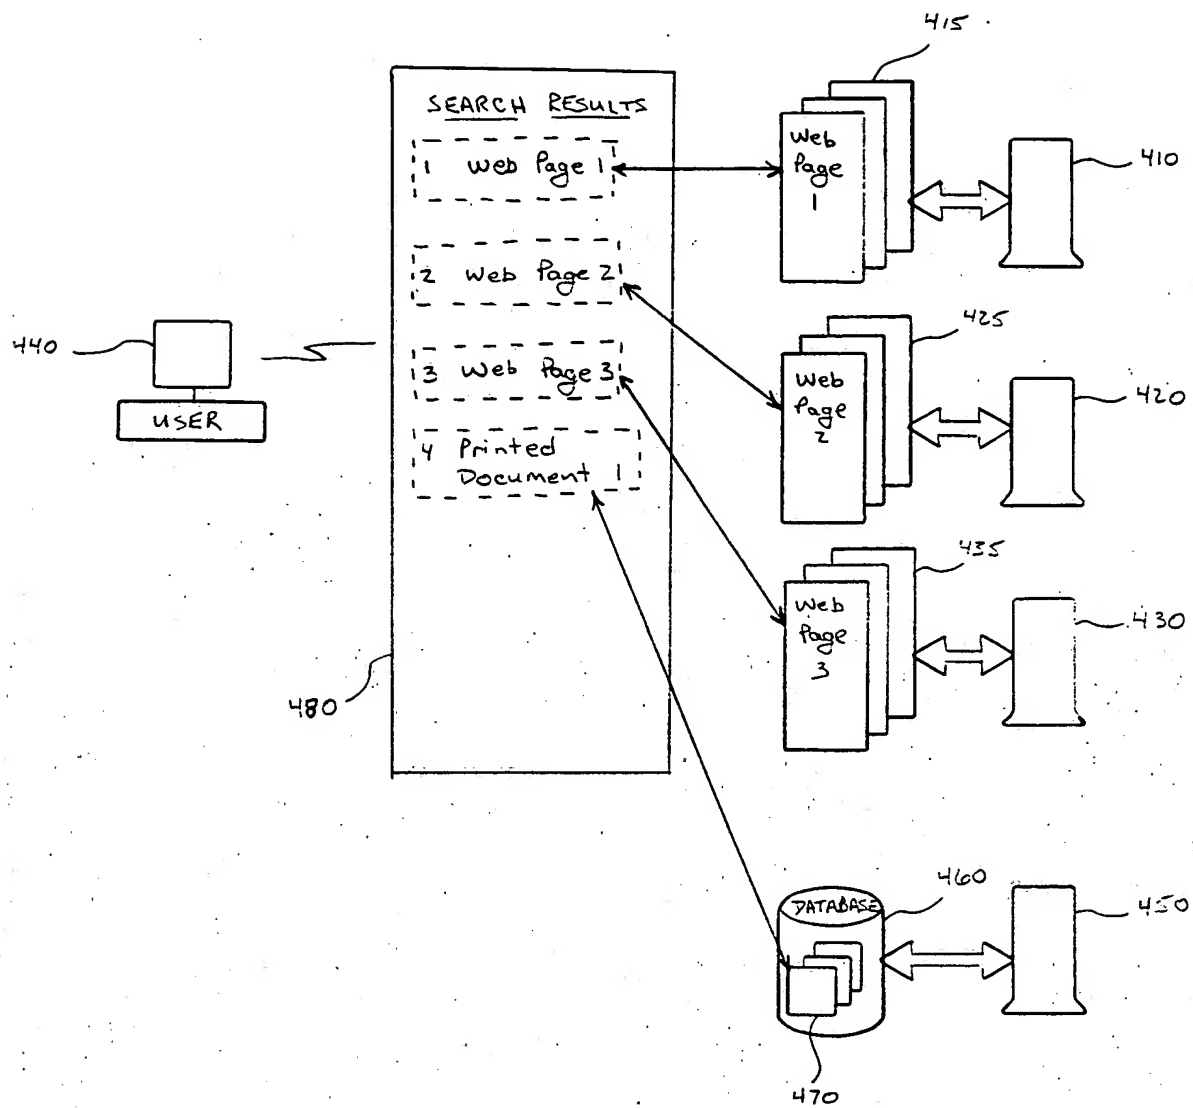 415
SEARCH RESULTS
1 Web Page 1
Web
Page
1
410
2 Web Page 2
425
440
3 Web Page 3
Web
Page
2
420
USER
4 Printed
Document 1
435
Web
Page
3
430
480
DATABASE
460
450
470